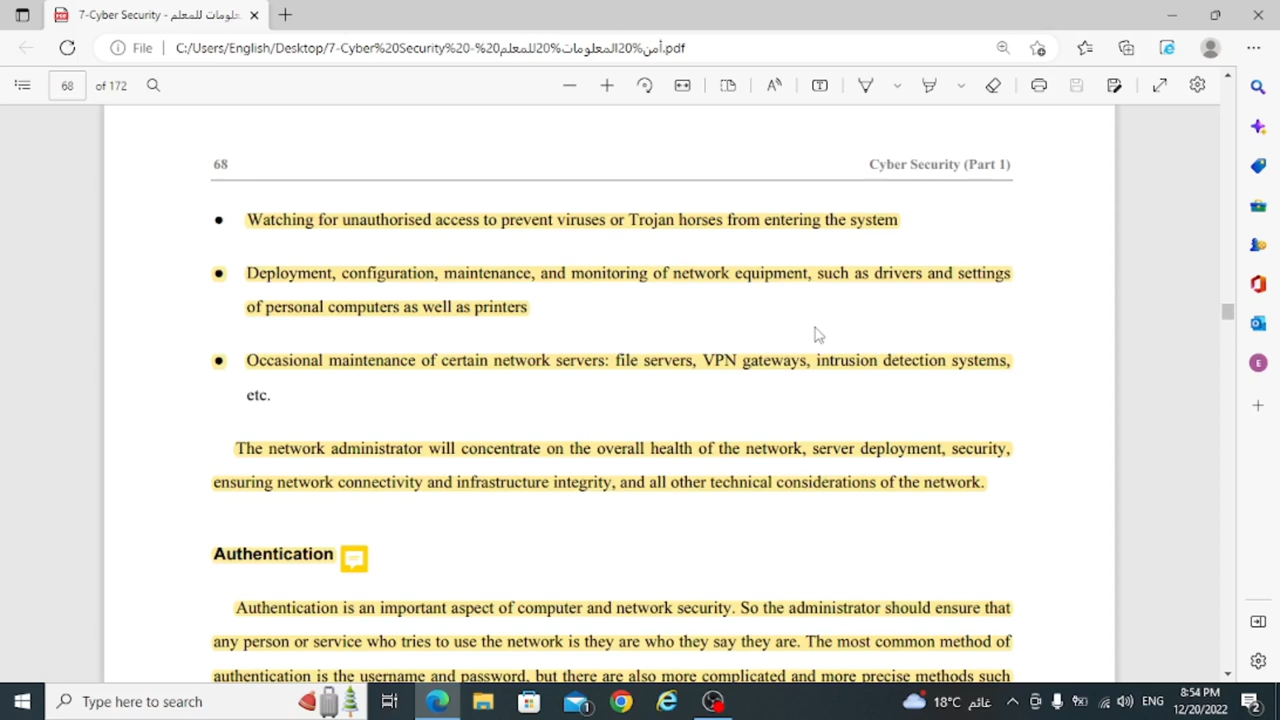 7-Cyber Security - معلومات للمعلم
File
C:/Users/English/Desktop/7-Cyber%20Security%20-%20أمن%20المعلومات%20للمعلم.pdf
68 of 172
68
Cyber Security (Part 1)
● Watching for unauthorised access to prevent viruses or Trojan horses from entering the system
● Deployment, configuration, maintenance, and monitoring of network equipment, such as drivers and settings
of personal computers as well as printers
● Occasional maintenance of certain network servers: file servers, VPN gateways, intrusion detection systems,
etc.
The network administrator will concentrate on the overall health of the network, server deployment, security,
ensuring network connectivity and infrastructure integrity, and all other technical considerations of the network.
Authentication
Authentication is an important aspect of computer and network security. So the administrator should ensure that
any person or service who tries to use the network is they are who they say they are. The most common method of
authentication is the username and password, but there are also more complicated and more precise methods such
E
Type here to search
1
18°C غائم
ENG
8:54 PM
12/20/2022
2